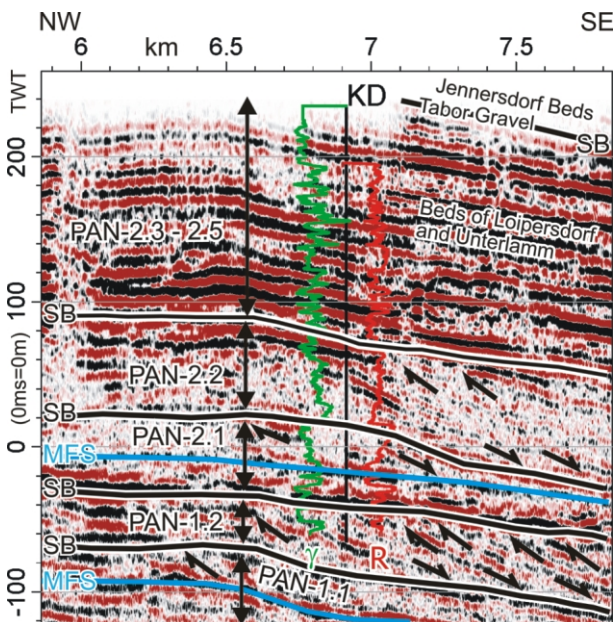 NW SE
6 km 6.5 7 7.5
TWT
KD
Jennersdorf Beds
Tabor Gravel
SB
200
Beds of Loipersdorf
and Unterlamm
PAN-2.3 - 2.5
100
SB
(0ms=0m)
PAN-2.2
SB
PAN-2.1
0
MFS
SB
PAN-1.2
SB
γ R
PAN-1.1
MFS
-100